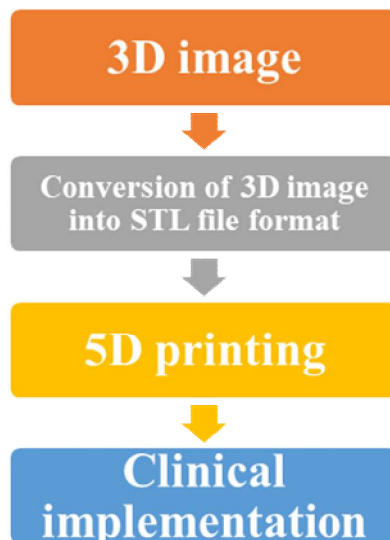 3D image
Conversion of 3D image
into STL file format
5D printing
Clinical
implementation